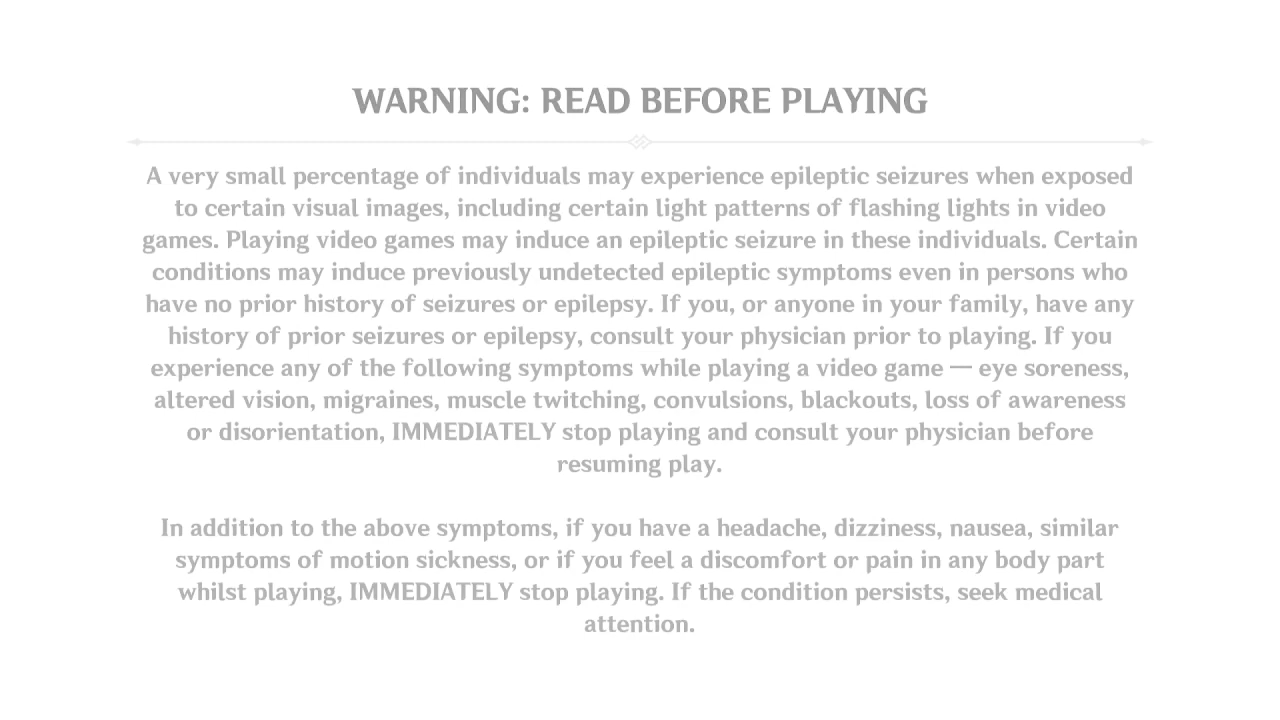 WARNING: READ BEFORE PLAYING
A very small percentage of individuals may experience epileptic seizures when exposed
to certain visual images, including certain light patterns of flashing lights in video
games. Playing video games may induce an epileptic seizure in these individuals. Certain
conditions may induce previously undetected epileptic symptoms even in persons who
have no prior history of seizures or epilepsy. If you, or anyone in your family, have any
history of prior seizures or epilepsy, consult your physician prior to playing. If you
experience any of the following symptoms while playing a video game — eye soreness,
altered vision, migraines, muscle twitching, convulsions, blackouts, loss of awareness
or disorientation, IMMEDIATELY stop playing and consult your physician before
resuming play.
In addition to the above symptoms, if you have a headache, dizziness, nausea, similar
symptoms of motion sickness, or if you feel a discomfort or pain in any body part
whilst playing, IMMEDIATELY stop playing. If the condition persists, seek medical
attention.